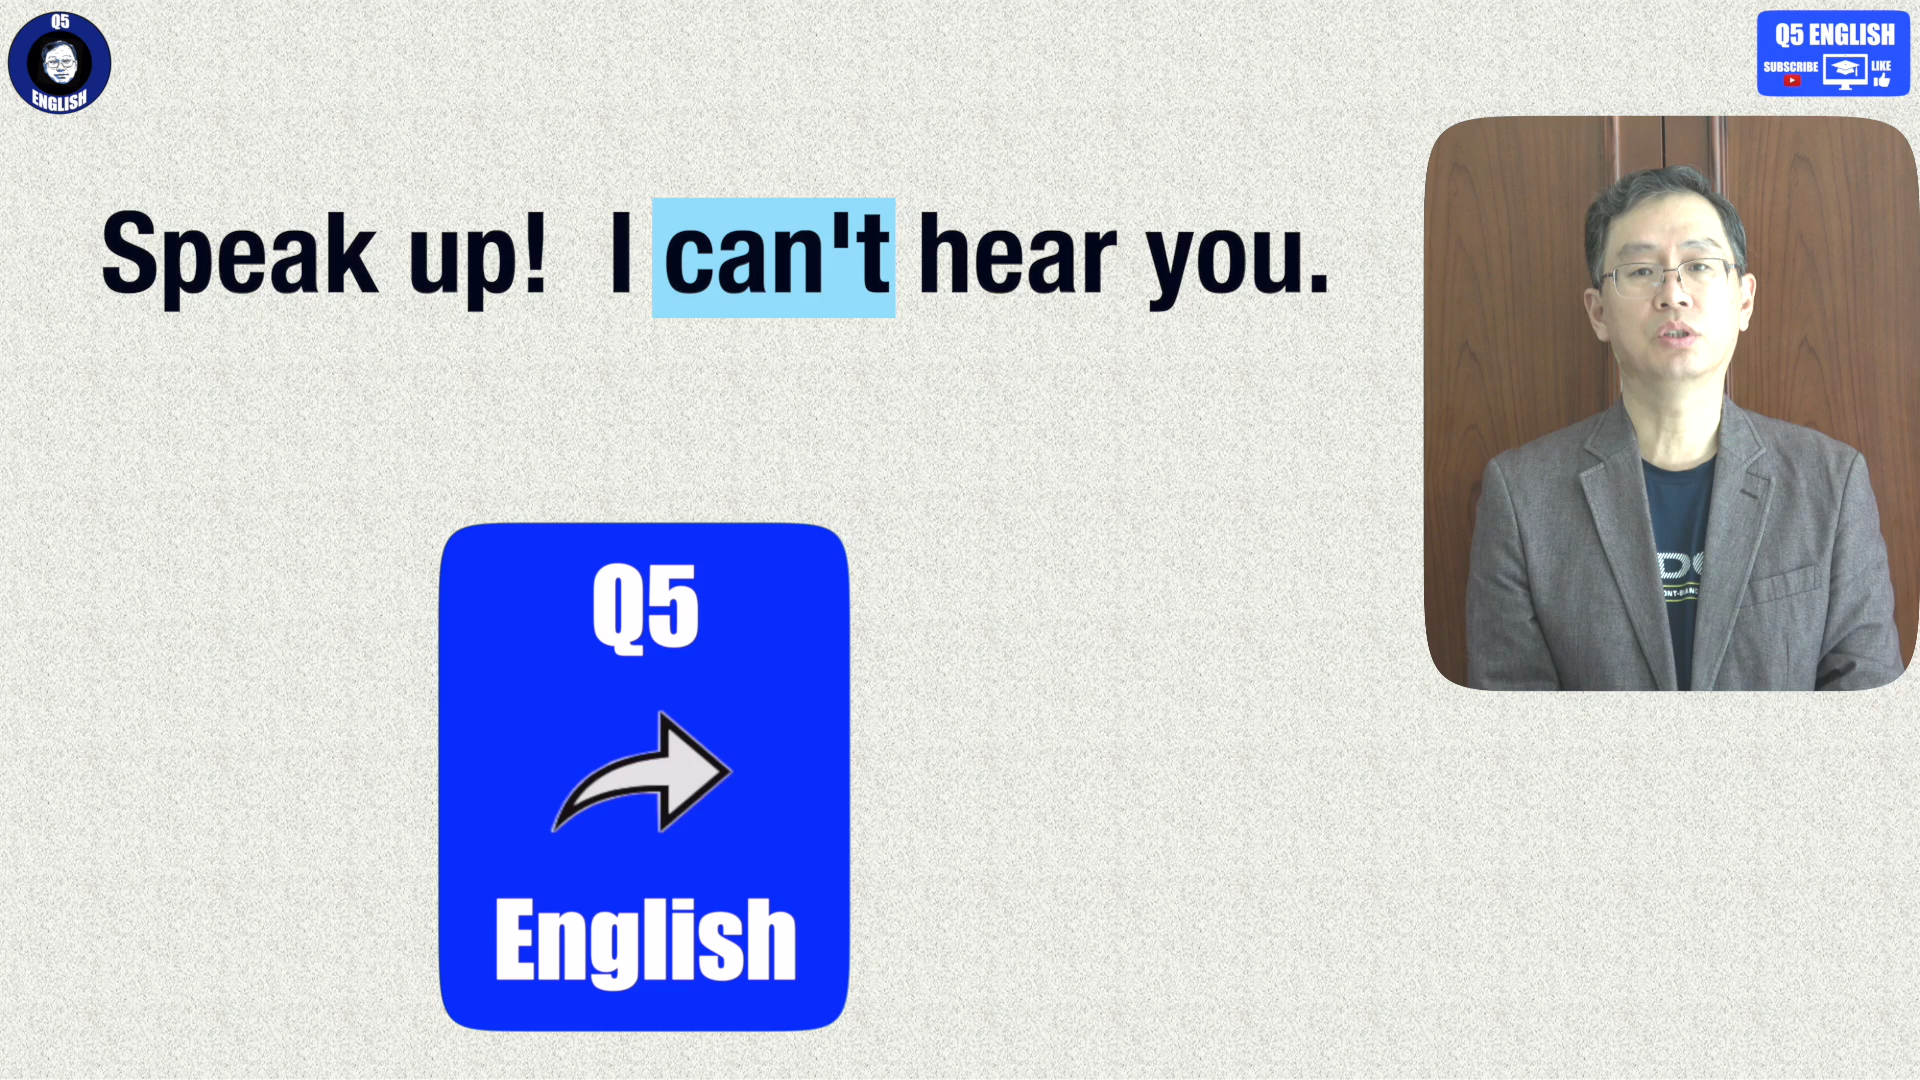 Q5
ENGLISH
Q5 ENGLISH
SUBSCRIBE LIKE
Speak up! I can't hear you.
Q5
English